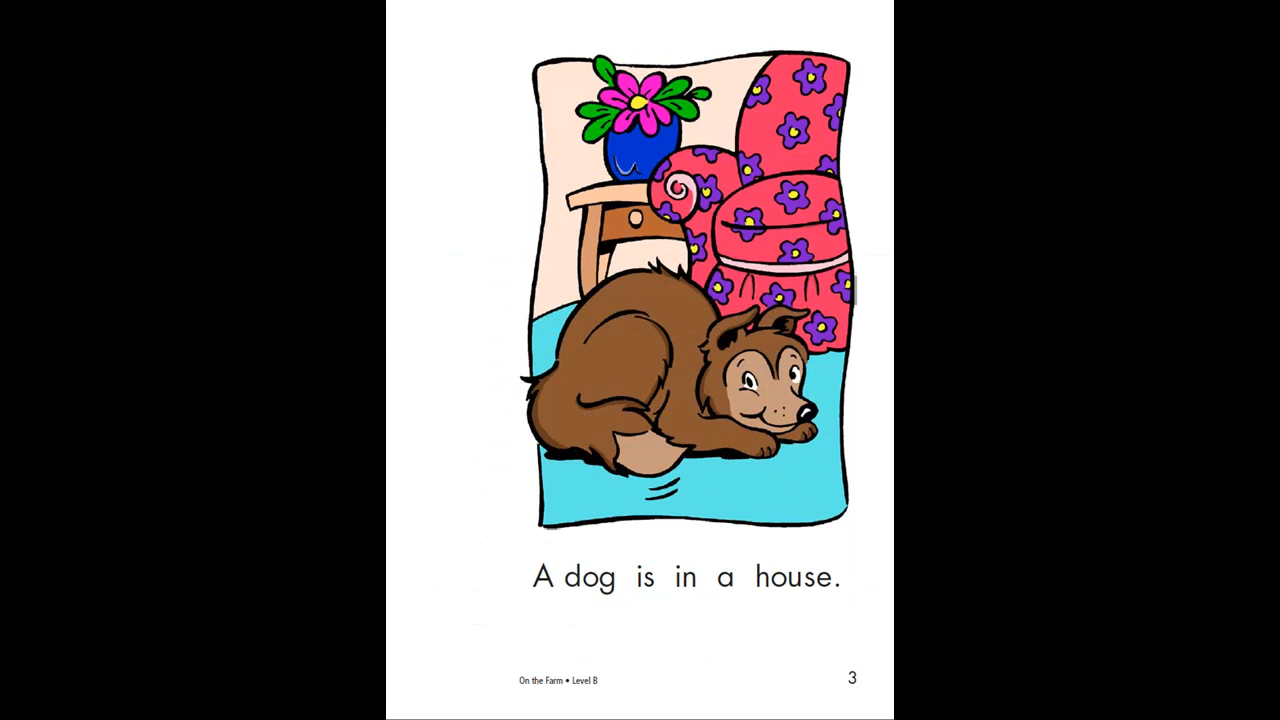 A dog is in a house.
On the Farm • Level B
3